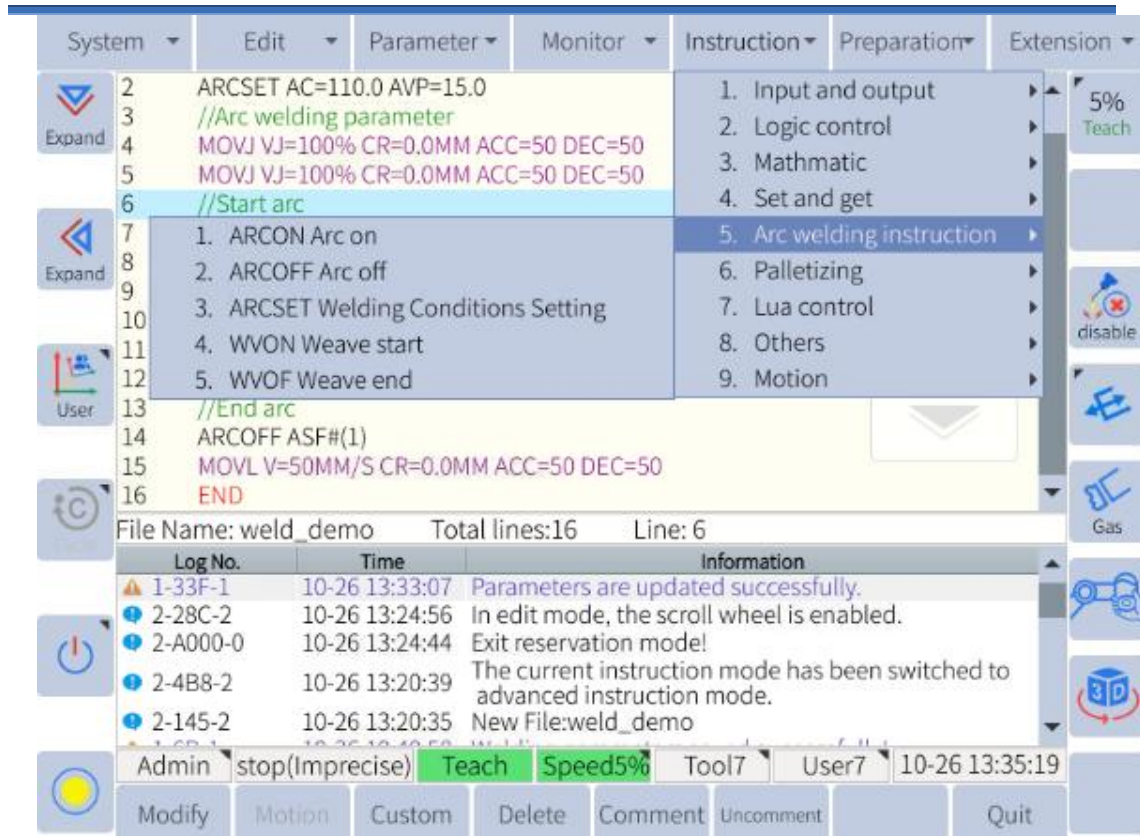 System Edit Parameter Monitor Instruction Preparation Extension
Expand
2 ARCSET AC=110.0 AVP=15.0
3 //Arc welding parameter
4 MOVJ VJ=100% CR=0.0MM ACC=50 DEC=50
5 MOVJ VJ=100% CR=0.0MM ACC=50 DEC=50
6 //Start arc
7
8
9
10
11
12
13 //End arc
14 ARCOFF ASF#(1)
15 MOVL V=50MM/S CR=0.0MM ACC=50 DEC=50
16 END
1. ARCON Arc on
2. ARCOFF Arc off
3. ARCSET Welding Conditions Setting
4. WVON Weave start
5. WVOF Weave end
1. Input and output
2. Logic control
3. Mathmatic
4. Set and get
5. Arc welding instruction
6. Palletizing
7. Lua control
8. Others
9. Motion
5%
Teach
Expand
disable
User
Gas
C
3D
File Name: weld_demo Total lines:16 Line: 6
Log No. Time Information
1-33F-1 10-26 13:33:07 Parameters are updated successfully.
2-28C-2 10-26 13:24:56 In edit mode, the scroll wheel is enabled.
2-A000-0 10-26 13:24:44 Exit reservation mode!
2-4B8-2 10-26 13:20:39 The current instruction mode has been switched to
advanced instruction mode.
2-145-2 10-26 13:20:35 New File:weld_demo
Admin stop(Imprecise) Teach Speed5% Tool7 User7 10-26 13:35:19
Modify Motion Custom Delete Comment Uncomment Quit